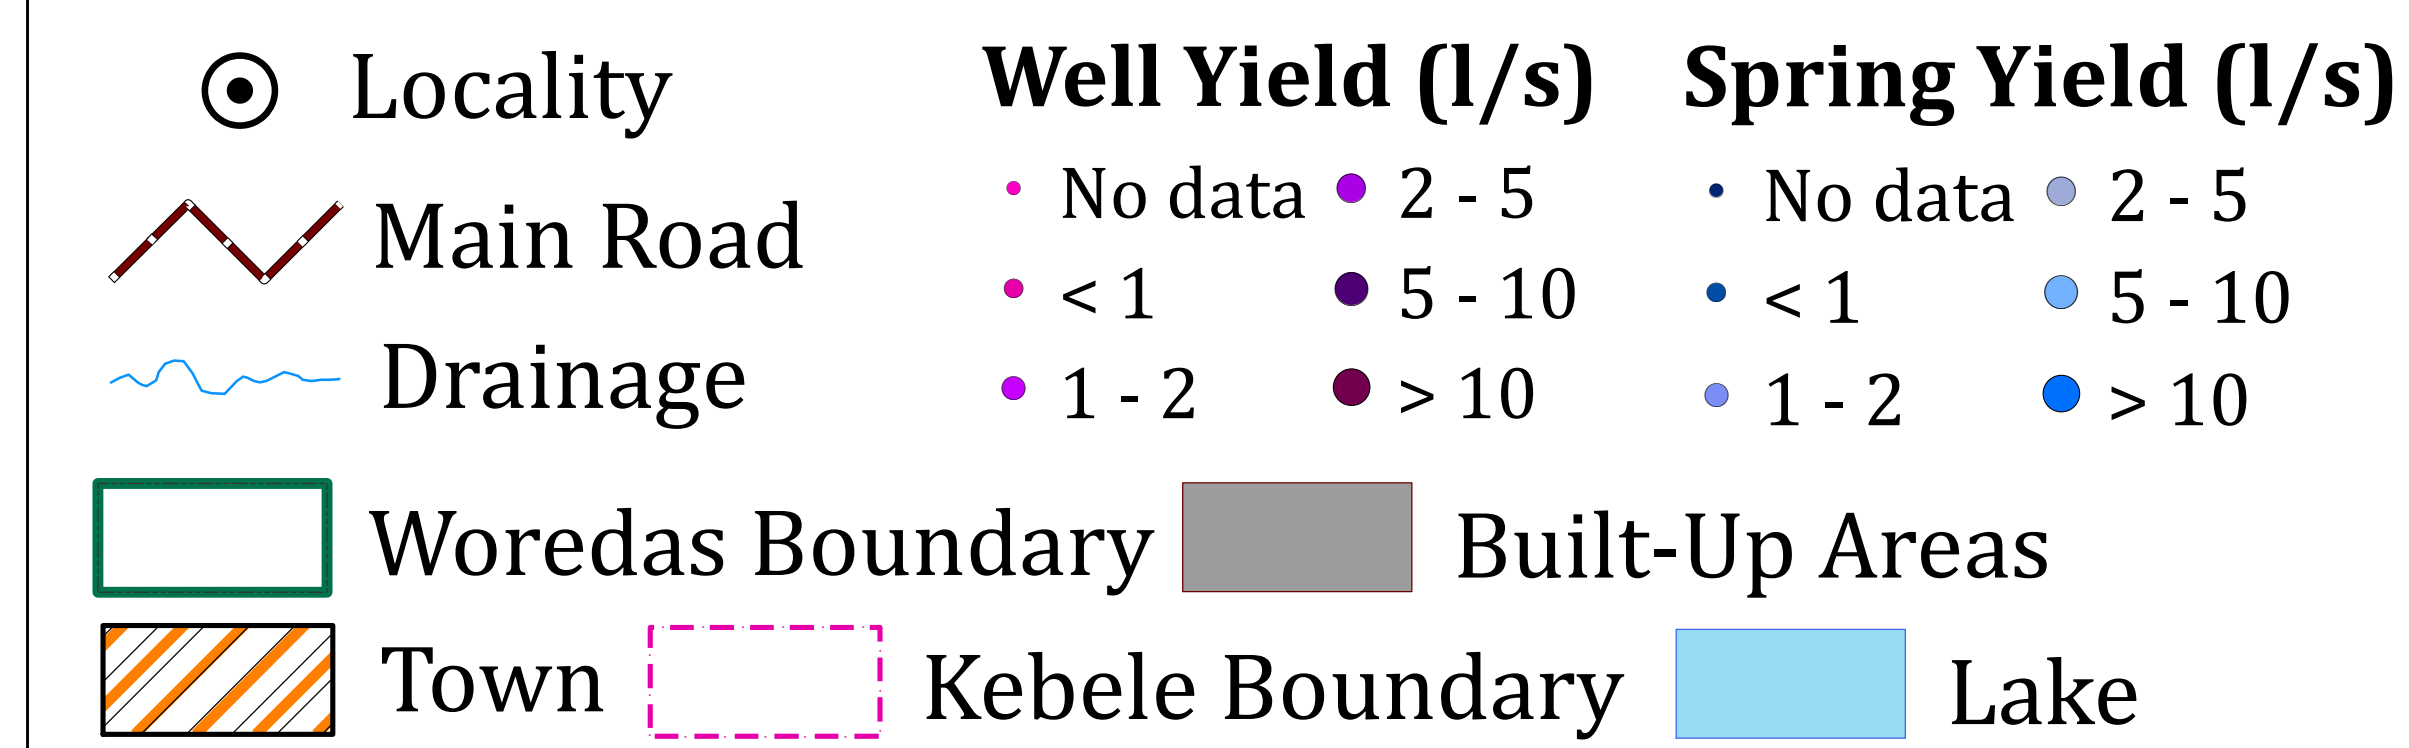 Locality
Main Road
Drainage
Well Yield (l/s)
No data
< 1
1 - 2
2 - 5
5 - 10
> 10
Spring Yield (l/s)
No data
< 1
1 - 2
2 - 5
5 - 10
> 10
Woredas Boundary
Built-Up Areas
Town
Kebele Boundary
Lake